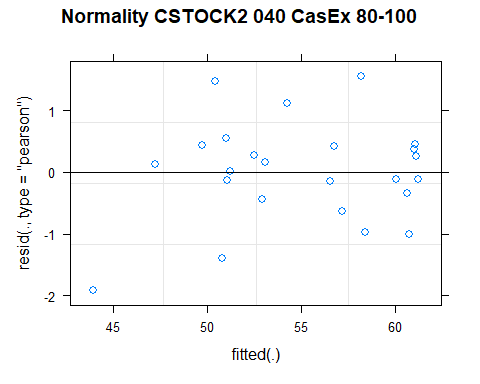 Normality CSTOCK2 040 CasEx 80-100
resid(., type = "pearson")
1
0
-1
-2
45
50
55
60
fitted(.)